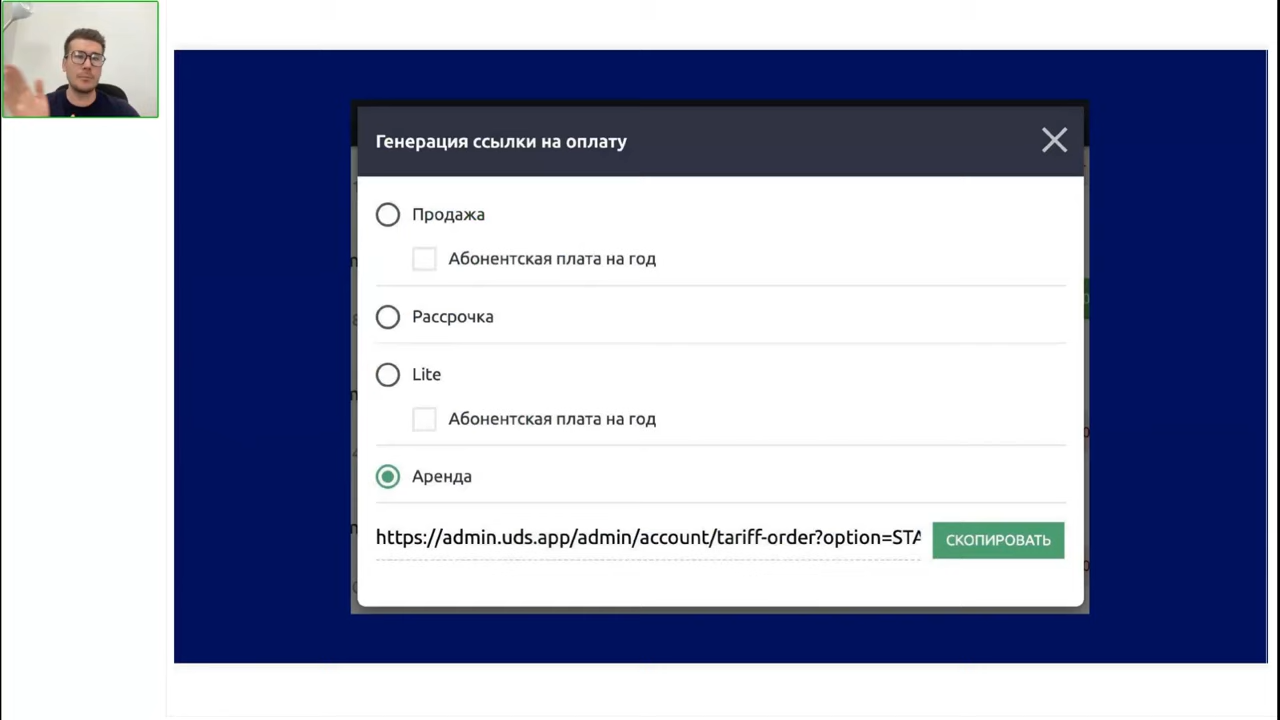 Генерация ссылки на оплату
Продажа
Абонентская плата на год
Рассрочка
Lite
Абонентская плата на год
Аренда
https://admin.uds.app/admin/account/tariff-order?option=STA
СКОПИРОВАТЬ